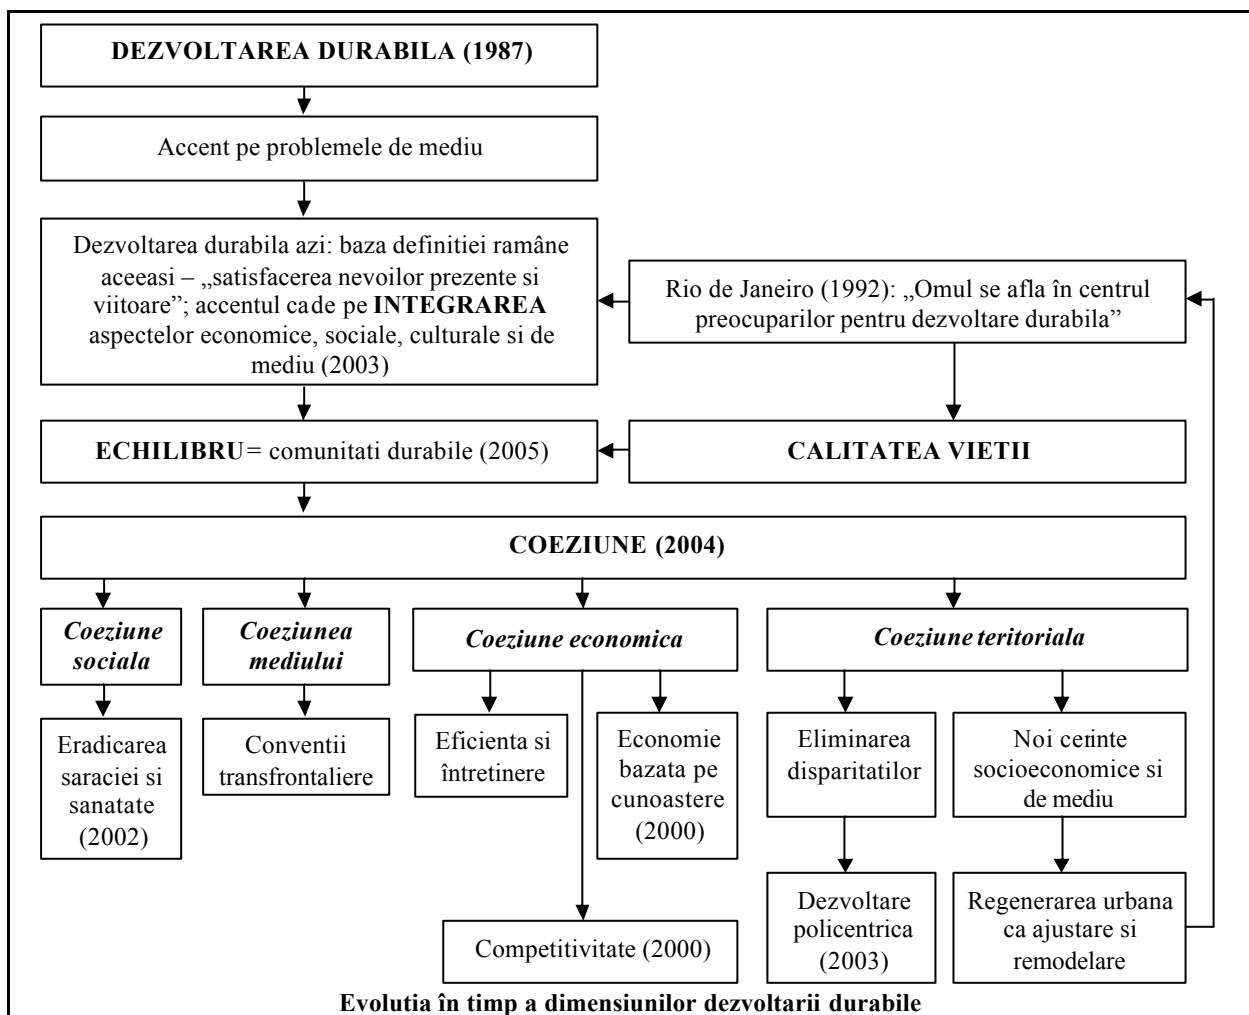 DEZVOLTAREA DURABILA (1987)
Accent pe problemele de mediu
Dezvoltarea durabila azi: baza definitiei ramâne
aceeasi – „satisfacerea nevoilor prezente si
viitoare”; accentul cade pe INTEGRAREA
aspectelor economice, sociale, culturale si de
mediu (2003)
Rio de Janeiro (1992): „Omul se afla în centrul
preocuparilor pentru dezvoltare durabila”
ECHILIBRU= comunitati durabile (2005)
CALITATEA VIETII
COEZIUNE (2004)
Coeziune
sociala
Coeziunea
mediului
Coeziune economica
Coeziune teritoriala
Eradicarea
saraciei si
sanatate
(2002)
Conventii
transfrontaliere
Eficienta si
întretinere
Economie
bazata pe
cunoastere
(2000)
Eliminarea
disparitatilor
Noi cerinte
socioeconomice si
de mediu
Competitivitate (2000)
Dezvoltare
policentrica
(2003)
Regenerarea urbana
ca ajustare si
remodelare
Evolutia în timp a dimensiunilor dezvoltarii durabile